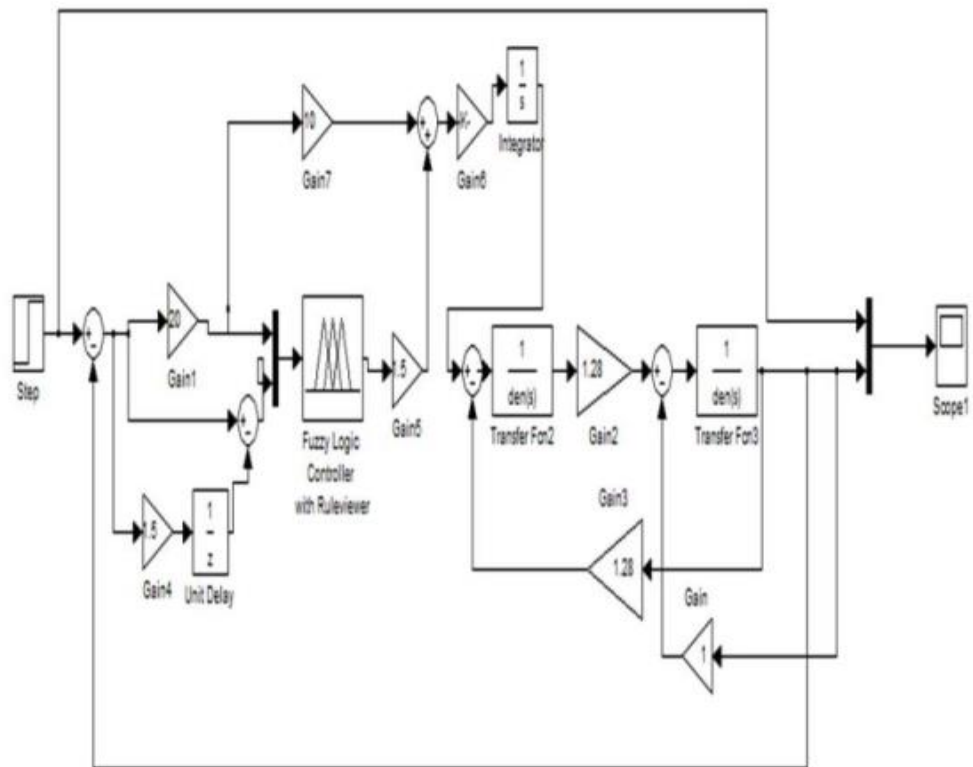 1
s
Integrator
10
Gain7
K-
Gain6
Step
20
Gain1
Fuzzy Logic
Controller
with Ruleviewer
1.5
Gain5
1
den(s)
Transfer Fcn2
1.28
Gain2
1
den(s)
Transfer Fcn3
Scope1
1.5
Gain4
1
z
Unit Delay
Gain3
1.28
Gain
1